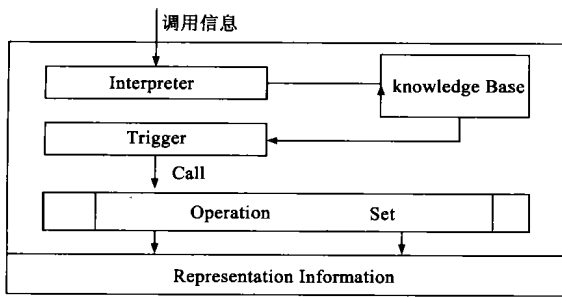 调用信息
Interpreter
knowledge Base
Trigger
Call
Operation Set
Representation Information